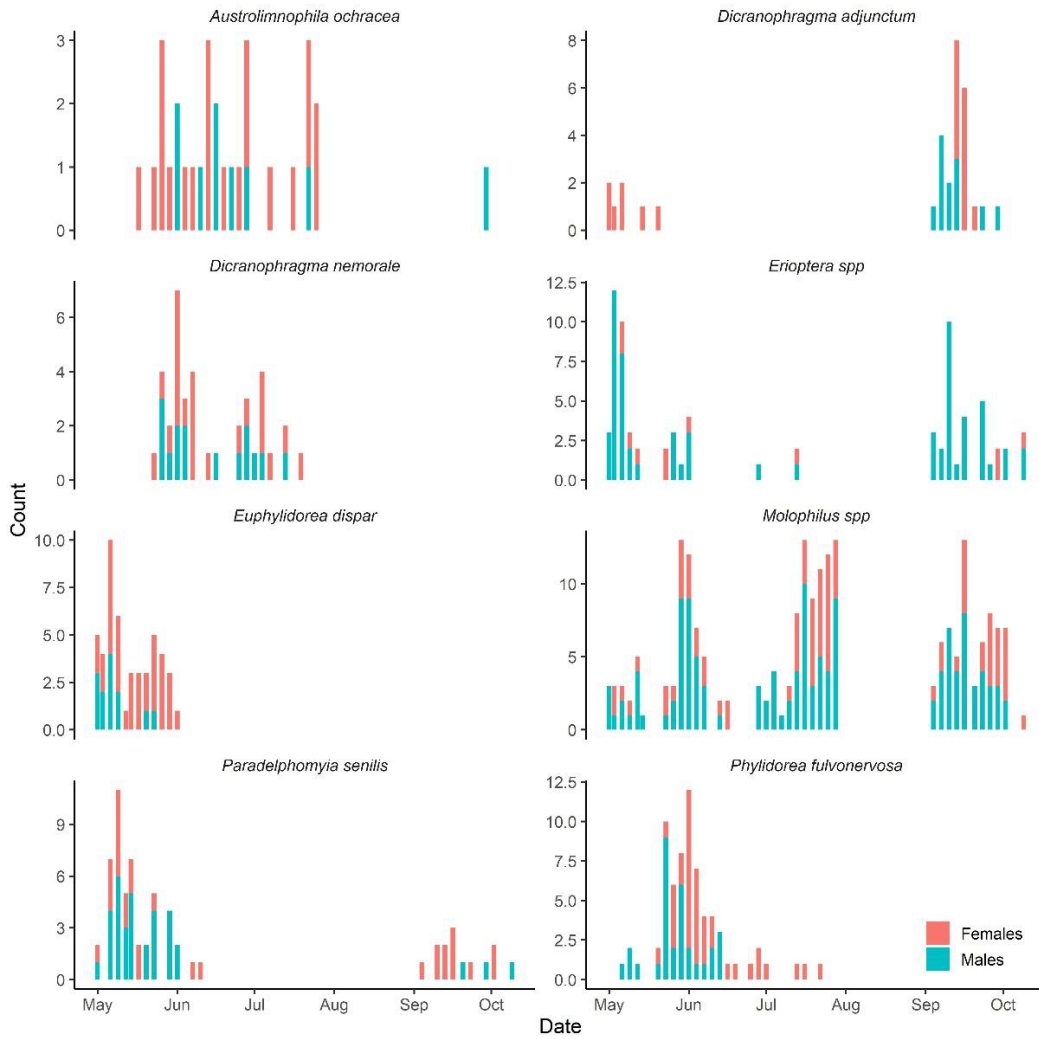 Austrolimnophila ochracea
3
2
1
0
Dicranophragma adjunctum
8
6
4
2
0
Dicranophragma nemorale
6
4
2
0
Erioptera spp
12.5
10.0
7.5
5.0
2.5
0.0
Count
Euphylidorea dispar
10.0
7.5
5.0
2.5
0.0
Molophilus spp
10
5
0
Paradelphomyia senilis
9
6
3
0
May Jun Jul Aug Sep Oct
Phylidorea fulvonervosa
12.5
10.0
7.5
5.0
2.5
0.0
Females
Males
May Jun Jul Aug Sep Oct
Date